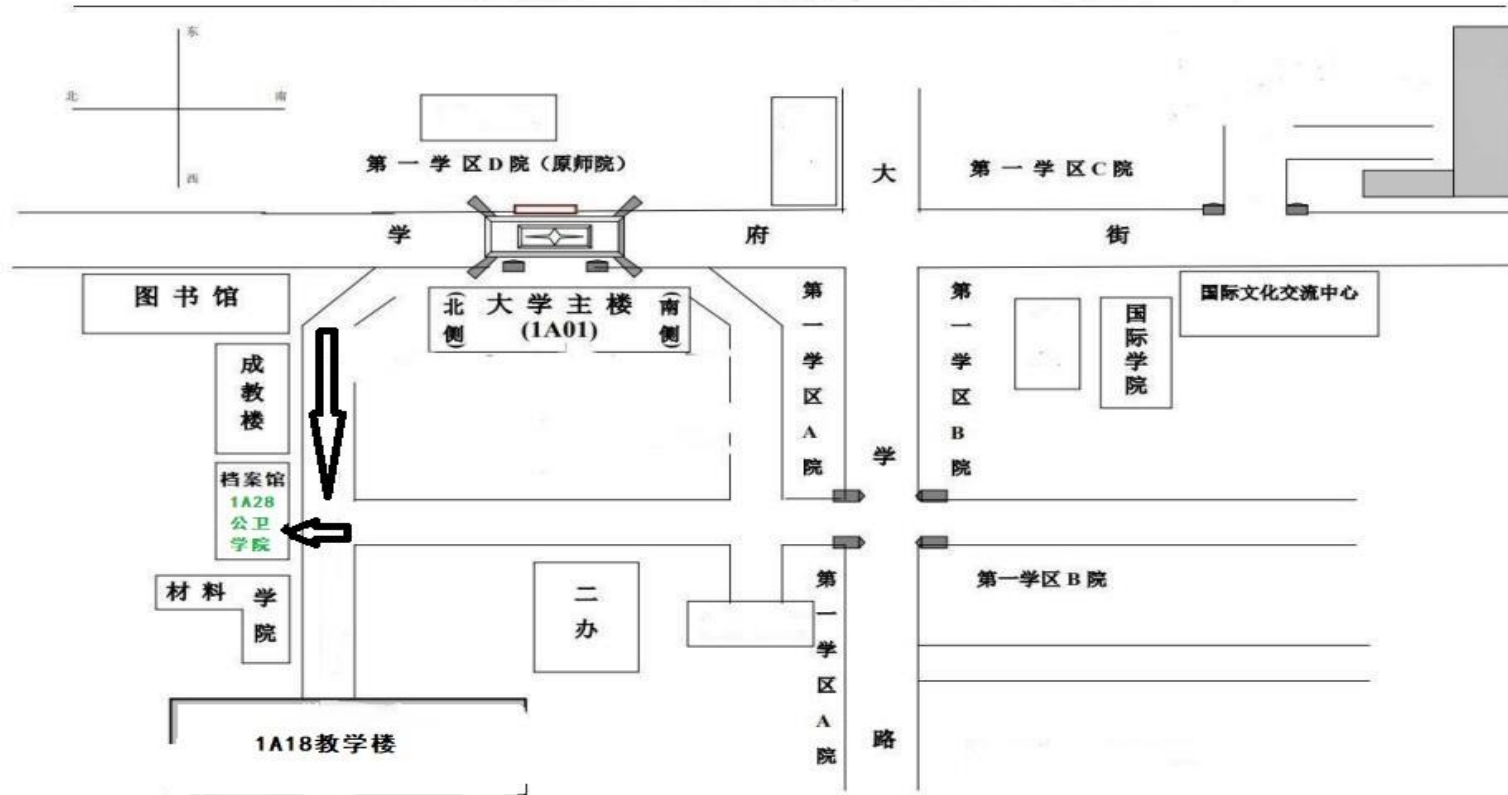 东
北
南
西
第一学区D院（原师院）
大
第一学区C院
学
府
街
图书馆
（北侧）
大学主楼
(1A01)
（南侧）
第一学区A院
第一学区B院
国际学院
国际文化交流中心
成教楼
学
档案馆
1A28
公卫
学院
材料学院
二办
第一学区A院
第一学区B院
路
1A18教学楼